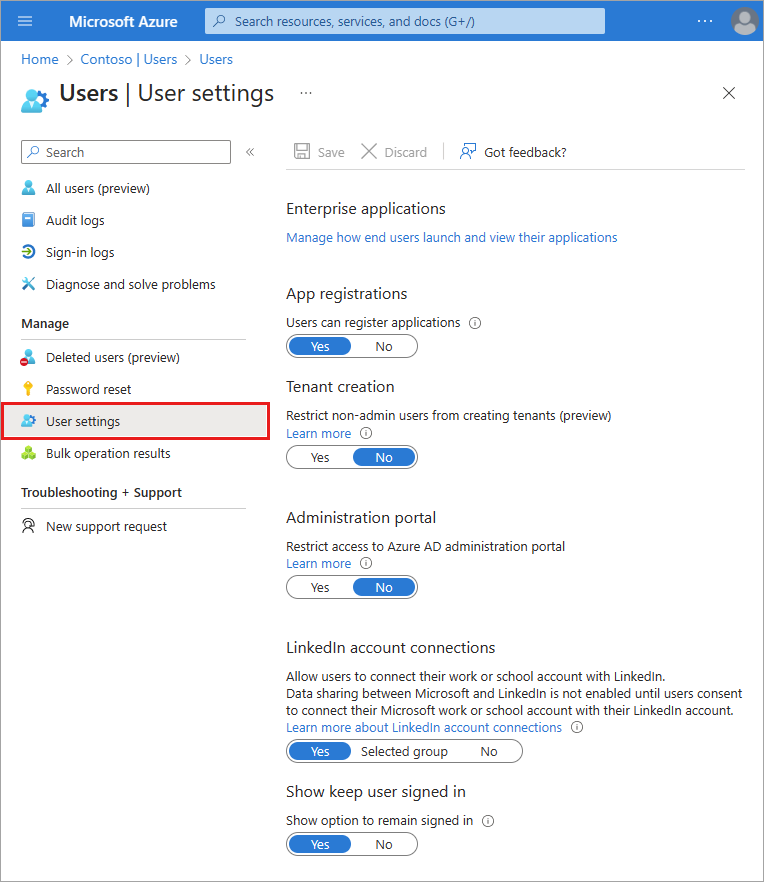 Microsoft Azure
Search resources, services, and docs (G+/)
...
Home > Contoso | Users > Users
Users | User settings ...
Search
«
Save
Discard
Got feedback?
All users (preview)
Audit logs
Sign-in logs
Diagnose and solve problems
Manage
Deleted users (preview)
Password reset
User settings
Bulk operation results
Troubleshooting + Support
New support request
Enterprise applications
Manage how end users launch and view their applications
App registrations
Users can register applications
Yes No
Tenant creation
Restrict non-admin users from creating tenants (preview)
Learn more
Yes No
Administration portal
Restrict access to Azure AD administration portal
Learn more
Yes No
LinkedIn account connections
Allow users to connect their work or school account with LinkedIn.
Data sharing between Microsoft and LinkedIn is not enabled until users consent
to connect their Microsoft work or school account with their LinkedIn account.
Learn more about LinkedIn account connections
Yes Selected group No
Show keep user signed in
Show option to remain signed in
Yes No